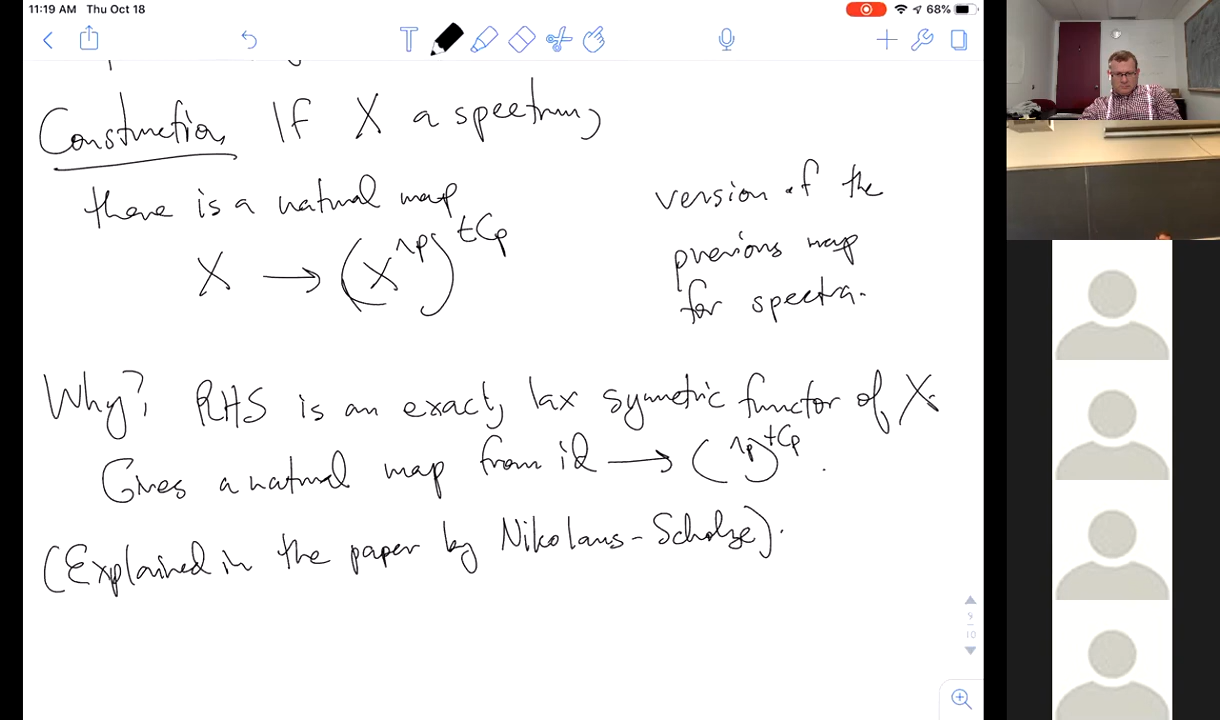 11:19 AM Thu Oct 18
68%
Construction If X a spectrum,
there is a natural map
X → (X^{∧p})^{tCp}
version of the
previous map
for spectra.
Why? RHS is an exact, lax symmetric functor of X.
Gives a natural map from id → (^{∧p})^{tCp}.
(Explained in the paper by Nikolaus-Scholze).
9
10